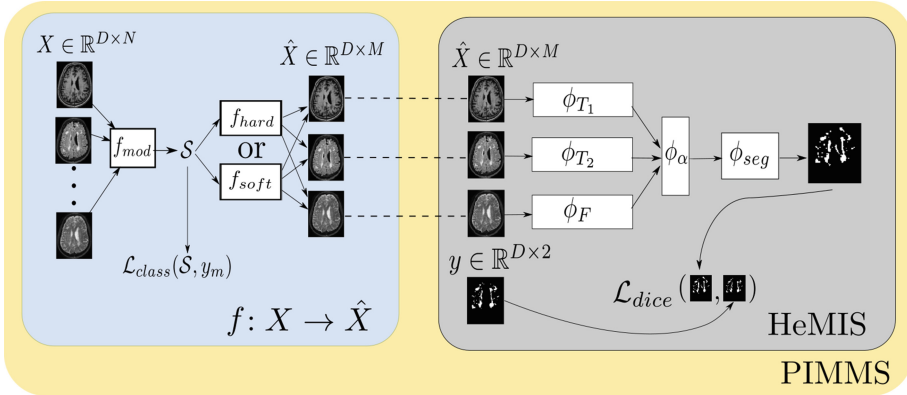 X ∈ ℝ^{D×N}
X̂ ∈ ℝ^{D×M}
f_{mod}
S
f_{hard}
or
f_{soft}
ℒ_{class}(S, y_m)
f: X → X̂
X̂ ∈ ℝ^{D×M}
ϕ_{T_1}
ϕ_{T_2}
ϕ_F
ϕ_α
ϕ_{seg}
y ∈ ℝ^{D×2}
ℒ_{dice}( , )
HeMIS
PIMMS